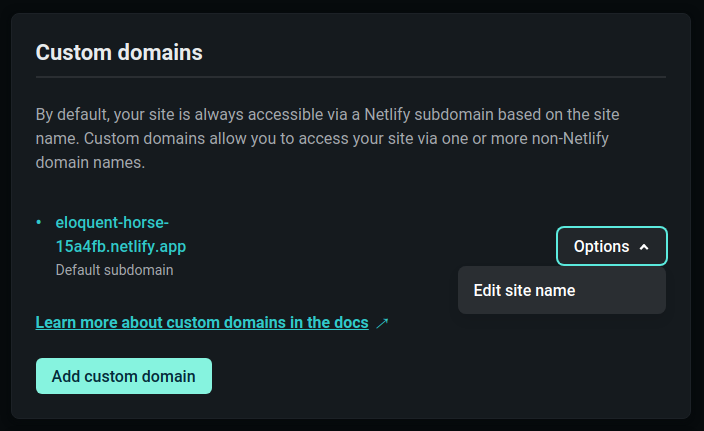 Custom domains
By default, your site is always accessible via a Netlify subdomain based on the site
name. Custom domains allow you to access your site via one or more non-Netlify
domain names.
• eloquent-horse-
15a4fb.netlify.app
Default subdomain
Options
Edit site name
Learn more about custom domains in the docs ↗
Add custom domain